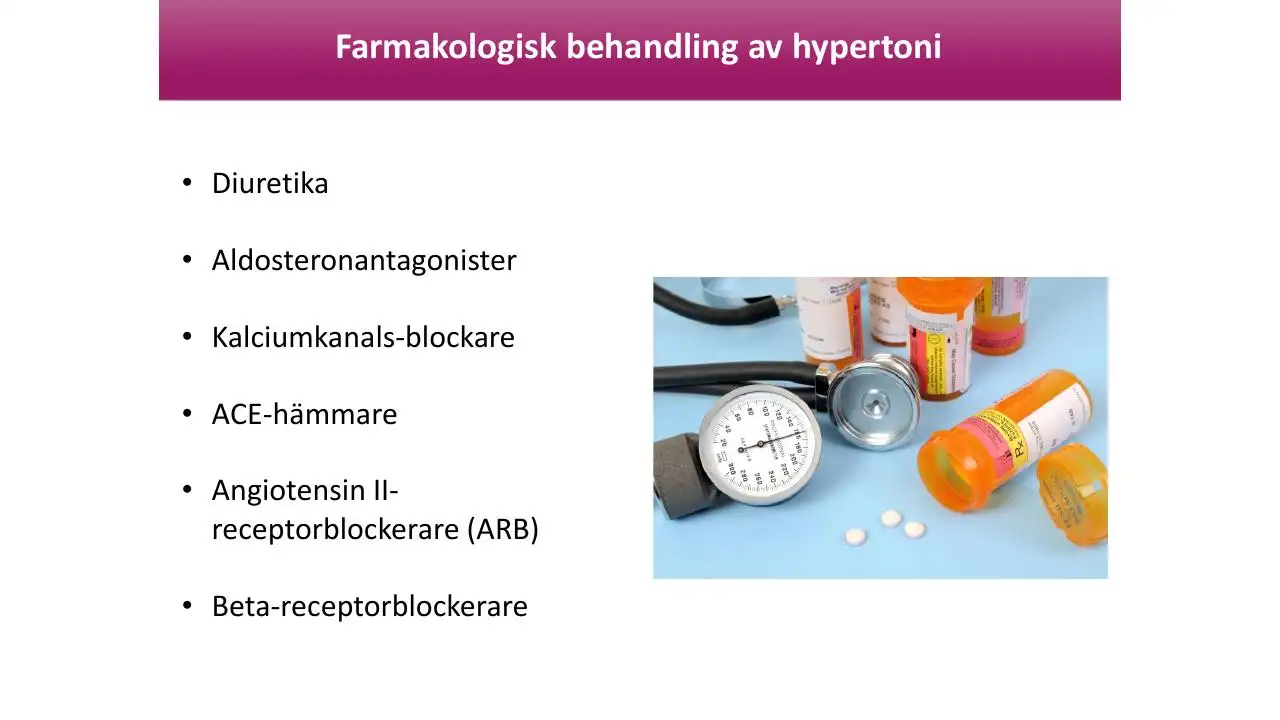 Farmakologisk behandling av hypertoni
• Diuretika
• Aldosteronantagonister
• Kalciumkanals-blockare
• ACE-hämmare
• Angiotensin II-
receptorblockerare (ARB)
• Beta-receptorblockerare